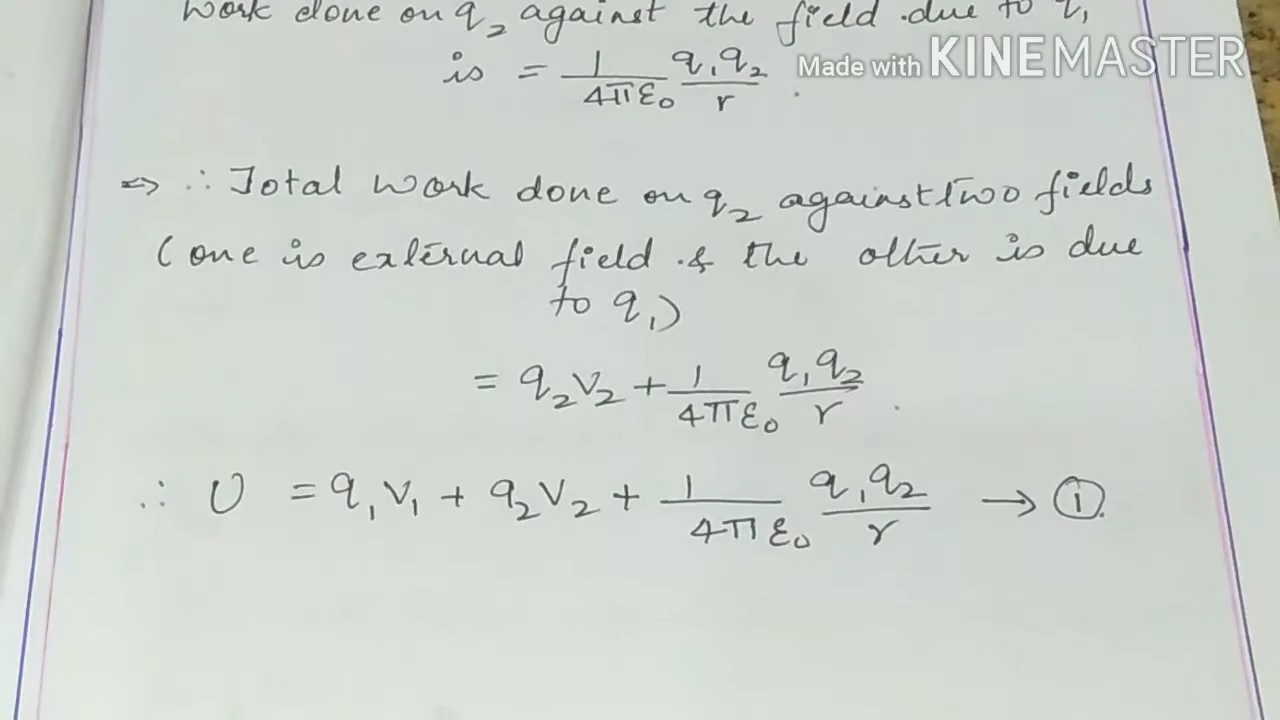 Work done on q₂ against the field due to q₁
is = 1/4πε₀ q₁q₂/r .
Made with KINEMASTER
=> ∴ Total work done on q₂ against two fields
(one is external field & the other is due
to q₁)
= q₂V₂ + 1/4πε₀ q₁q₂/r .
∴ U = q₁V₁ + q₂V₂ + 1/4πε₀ q₁q₂/r → ①.